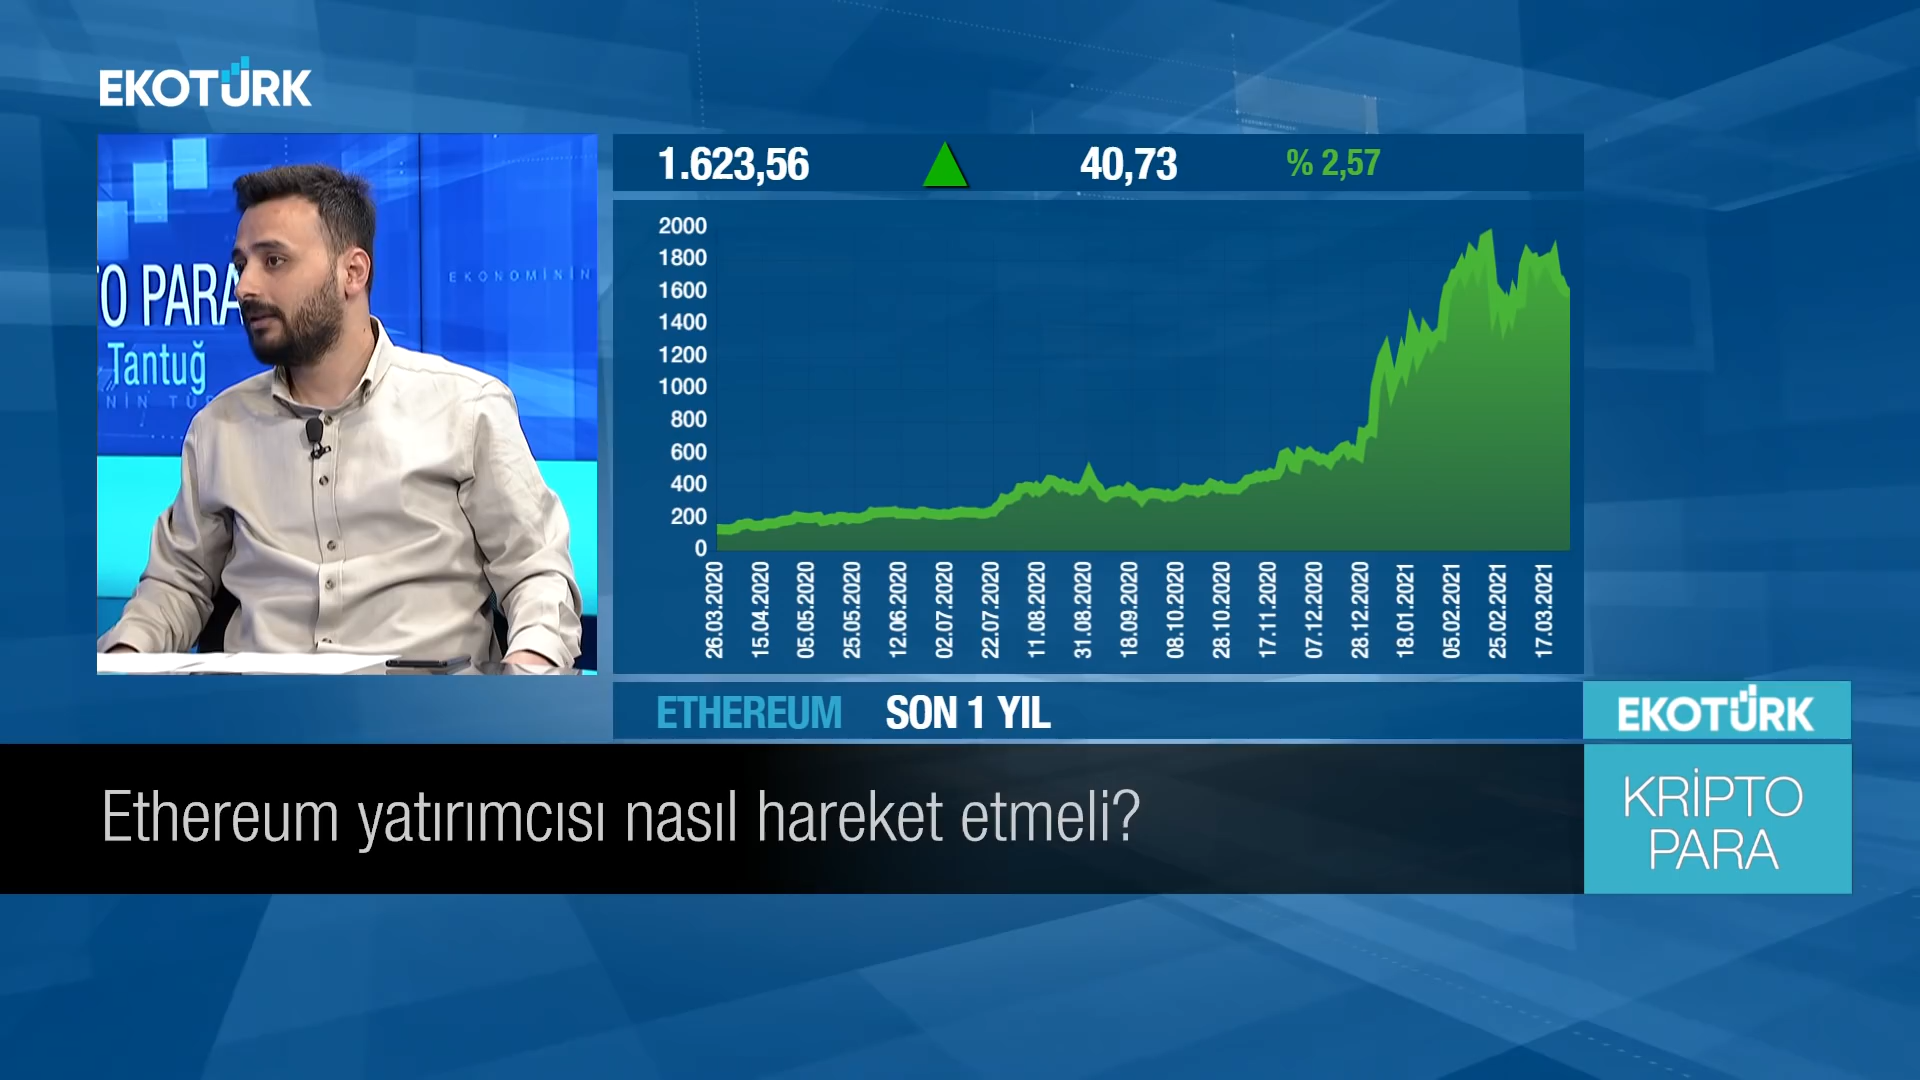 EKOTÜRK
O PARA
Tantuğ
NİN TÜR
EKONOMİNİN
1.623,56 40,73 % 2,57
2000
1800
1600
1400
1200
1000
800
600
400
200
0
26.03.2020
15.04.2020
05.05.2020
25.05.2020
12.06.2020
02.07.2020
22.07.2020
11.08.2020
31.08.2020
18.09.2020
08.10.2020
28.10.2020
17.11.2020
07.12.2020
28.12.2020
18.01.2021
05.02.2021
25.02.2021
17.03.2021
ETHEREUM SON 1 YIL
EKOTÜRK
Ethereum yatırımcısı nasıl hareket etmeli?
KRİPTO
PARA